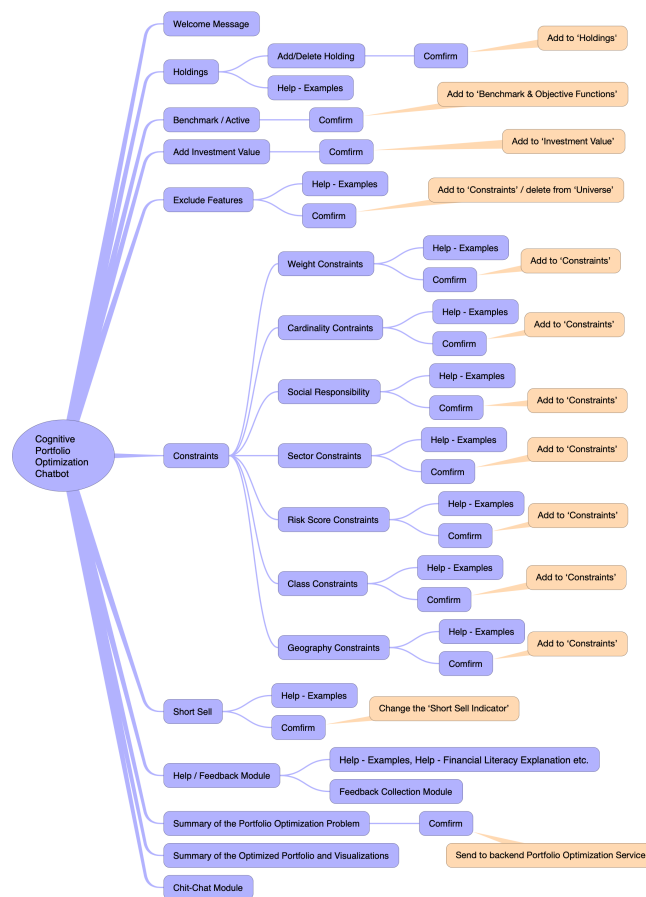 Welcome Message
Add to ‘Holdings’
Add/Delete Holding
Comfirm
Holdings
Help - Examples
Add to ‘Benchmark & Objective Functions’
Benchmark / Active
Comfirm
Add to ‘Investment Value’
Add Investment Value
Comfirm
Help - Examples
Add to ‘Constraints’ / delete from ‘Universe’
Exclude Features
Comfirm
Help - Examples
Weight Constraints
Add to ‘Constraints’
Comfirm
Help - Examples
Cardinality Contraints
Add to ‘Constraints’
Comfirm
Help - Examples
Social Responsibility
Add to ‘Constraints’
Comfirm
Cognitive
Portfolio
Optimization
Chatbot
Constraints
Help - Examples
Sector Constraints
Add to ‘Constraints’
Comfirm
Help - Examples
Risk Score Constraints
Add to ‘Constraints’
Comfirm
Help - Examples
Class Constraints
Add to ‘Constraints’
Comfirm
Help - Examples
Geography Constraints
Add to ‘Constraints’
Comfirm
Help - Examples
Short Sell
Change the ‘Short Sell Indicator’
Comfirm
Help - Examples, Help - Financial Literacy Explanation etc.
Help / Feedback Module
Feedback Collection Module
Summary of the Portfolio Optimization Problem
Comfirm
Send to backend Portfolio Optimization Service
Summary of the Optimized Portfolio and Visualizations
Chit-Chat Module